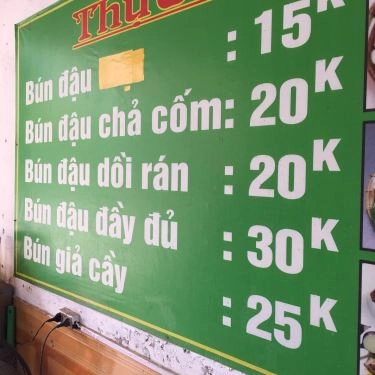 Bún đậu : 15K
Bún đậu chả cốm: 20K
Bún đậu dồi rán : 20K
Bún đậu đầy đủ : 30K
Bún giả cầy : 25K